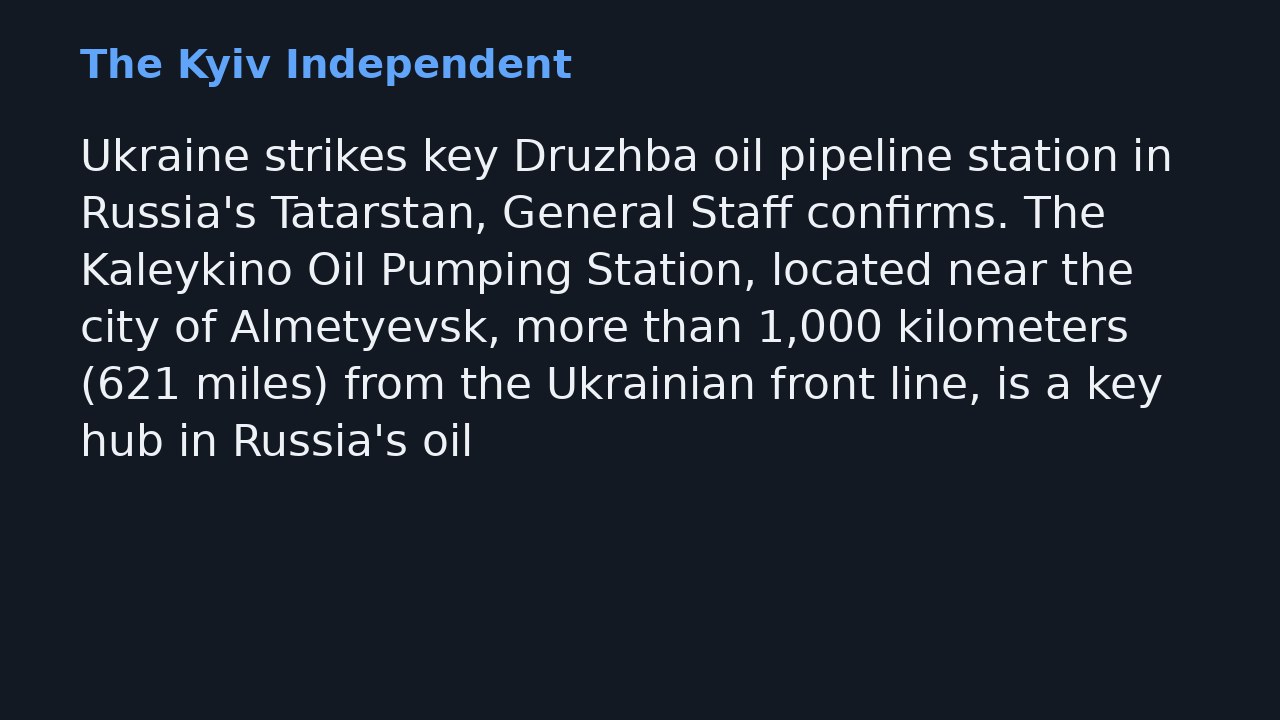 The Kyiv Independent
Ukraine strikes key Druzhba oil pipeline station in
Russia's Tatarstan, General Staff confirms. The
Kaleykino Oil Pumping Station, located near the
city of Almetyevsk, more than 1,000 kilometers
(621 miles) from the Ukrainian front line, is a key
hub in Russia's oil